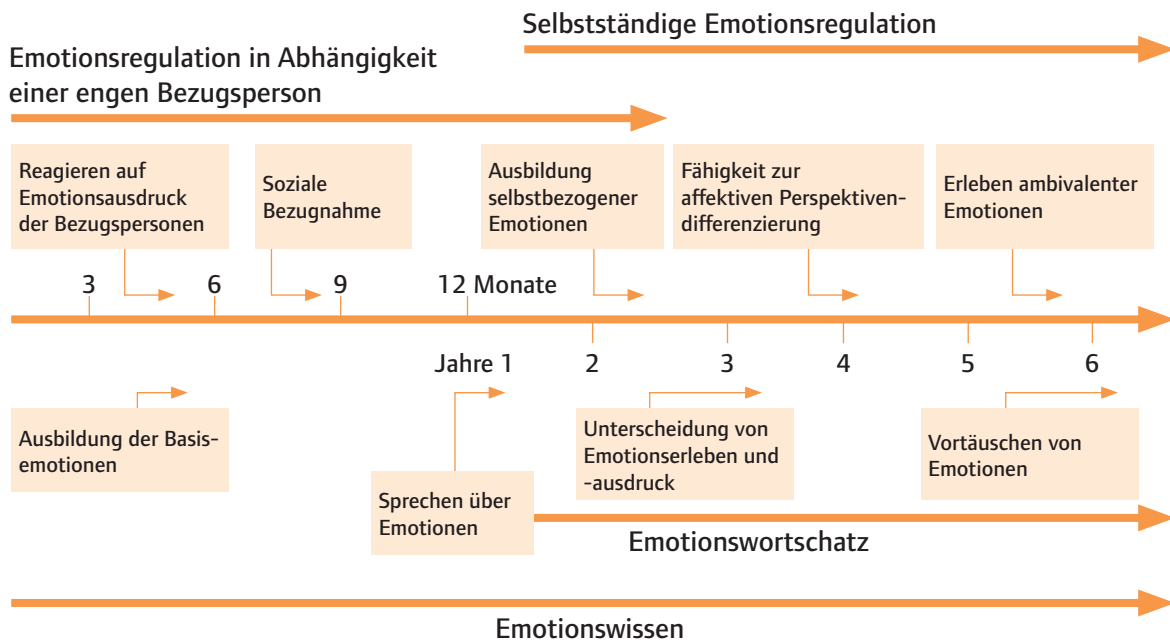 Selbstständige Emotionsregulation
Emotionsregulation in Abhängigkeit
einer engen Bezugsperson
Reagieren auf
Emotionsausdruck
der Bezugspersonen
Soziale
Bezugnahme
Ausbildung
selbstbezogener
Emotionen
Fähigkeit zur
affektiven Perspektiven-
differenzierung
Erleben ambivalenter
Emotionen
3 6 9 12 Monate
Jahre 1 2 3 4 5 6
Ausbildung der Basis-
emotionen
Sprechen über
Emotionen
Unterscheidung von
Emotionserleben und
-ausdruck
Vortäuschen von
Emotionen
Emotionswortschatz
Emotionswissen